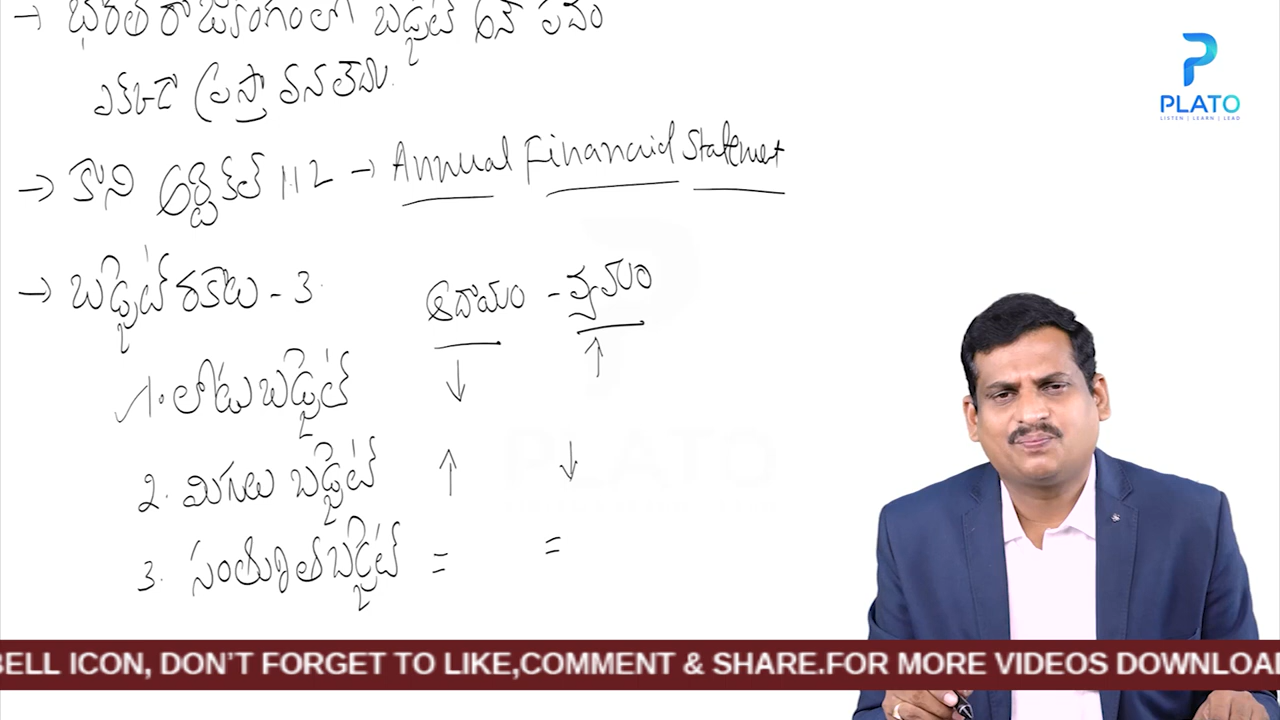 → భారత రాజ్యాంగంలో బడ్జెట్ అనే పదం
ఎక్కడా ప్రస్తావనలేదు.
→ కాని ఆర్టికల్ 112 → Annual Financial Statement
→ బడ్జెట్ రకాలు - 3 ఆదాయం - వ్యయం
1. లోటు బడ్జెట్ ↓ ↑
2. మిగులు బడ్జెట్ ↑ ↓
3. సంతులిత బడ్జెట్ = =
PLATO
LISTEN | LEARN | LEAD
PLATO
BELL ICON, DON'T FORGET TO LIKE,COMMENT & SHARE.FOR MORE VIDEOS DOWNLOA